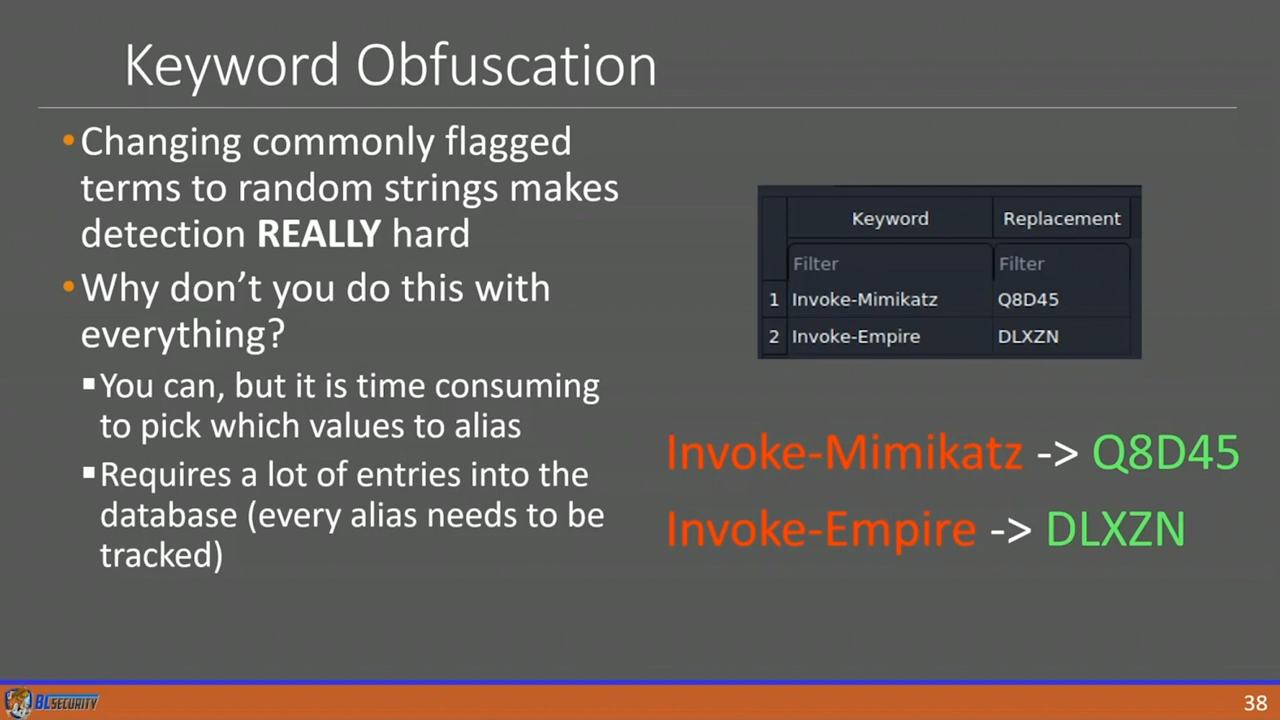 Keyword Obfuscation
•Changing commonly flagged
terms to random strings makes
detection REALLY hard
•Why don’t you do this with
everything?
▪You can, but it is time consuming
to pick which values to alias
▪Requires a lot of entries into the
database (every alias needs to be
tracked)
Keyword Replacement
Filter Filter
1 Invoke-Mimikatz Q8D45
2 Invoke-Empire DLXZN
Invoke-Mimikatz -> Q8D45
Invoke-Empire -> DLXZN
BLSECURITY
38